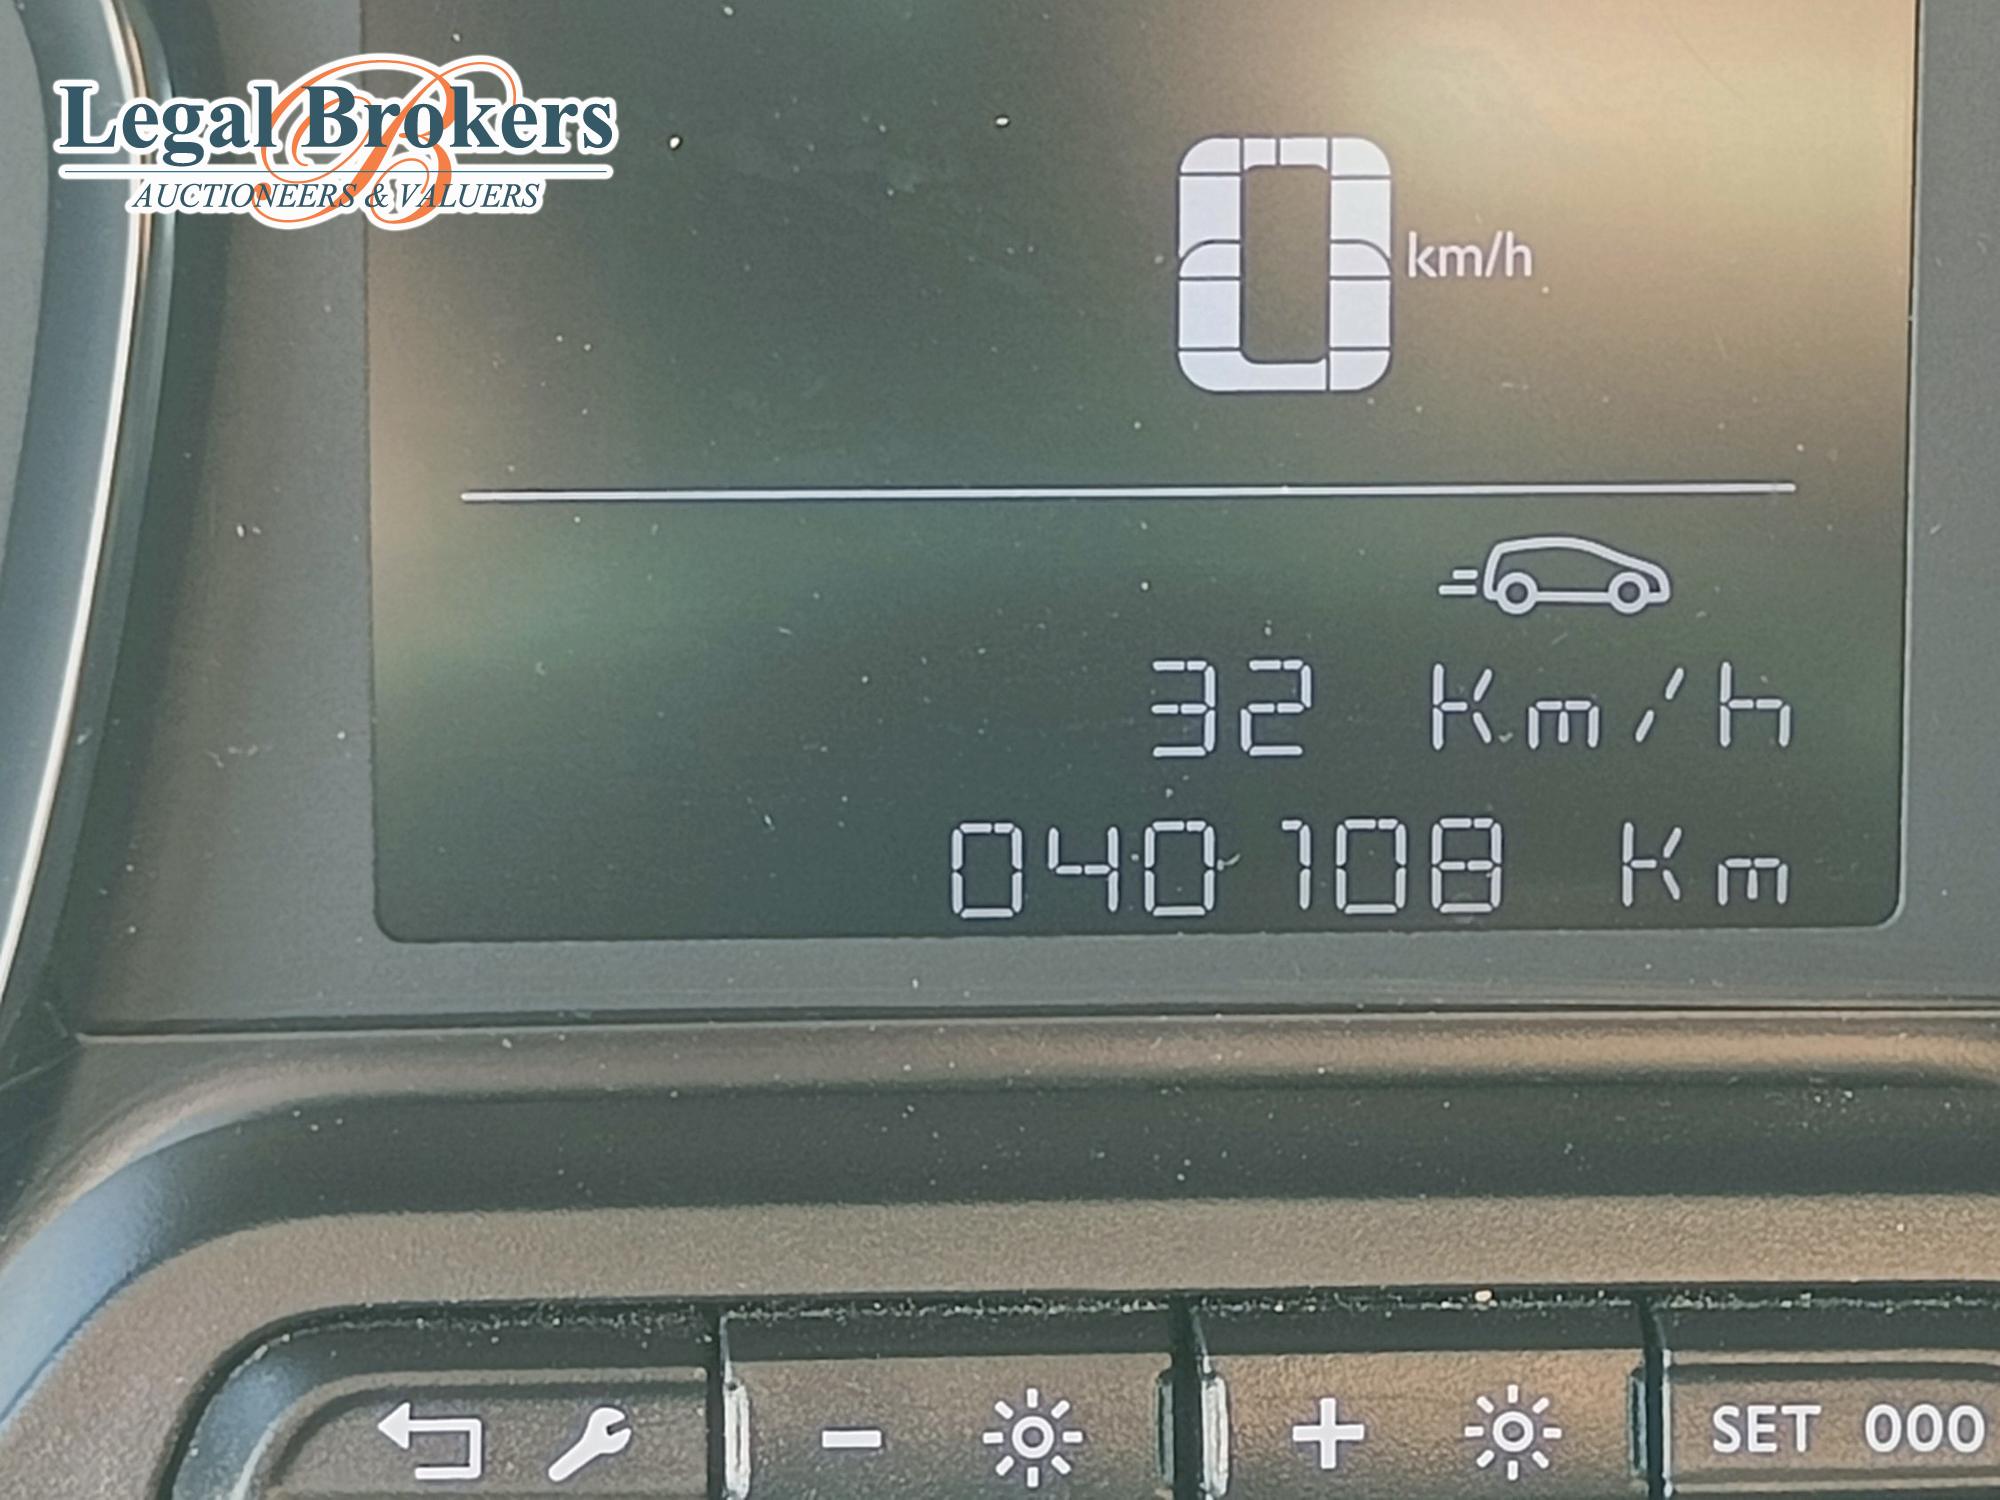 Legal Brokers
AUCTIONEERS & VALUERS
0 km/h
32 Km/h
040108 Km
- + SET 000